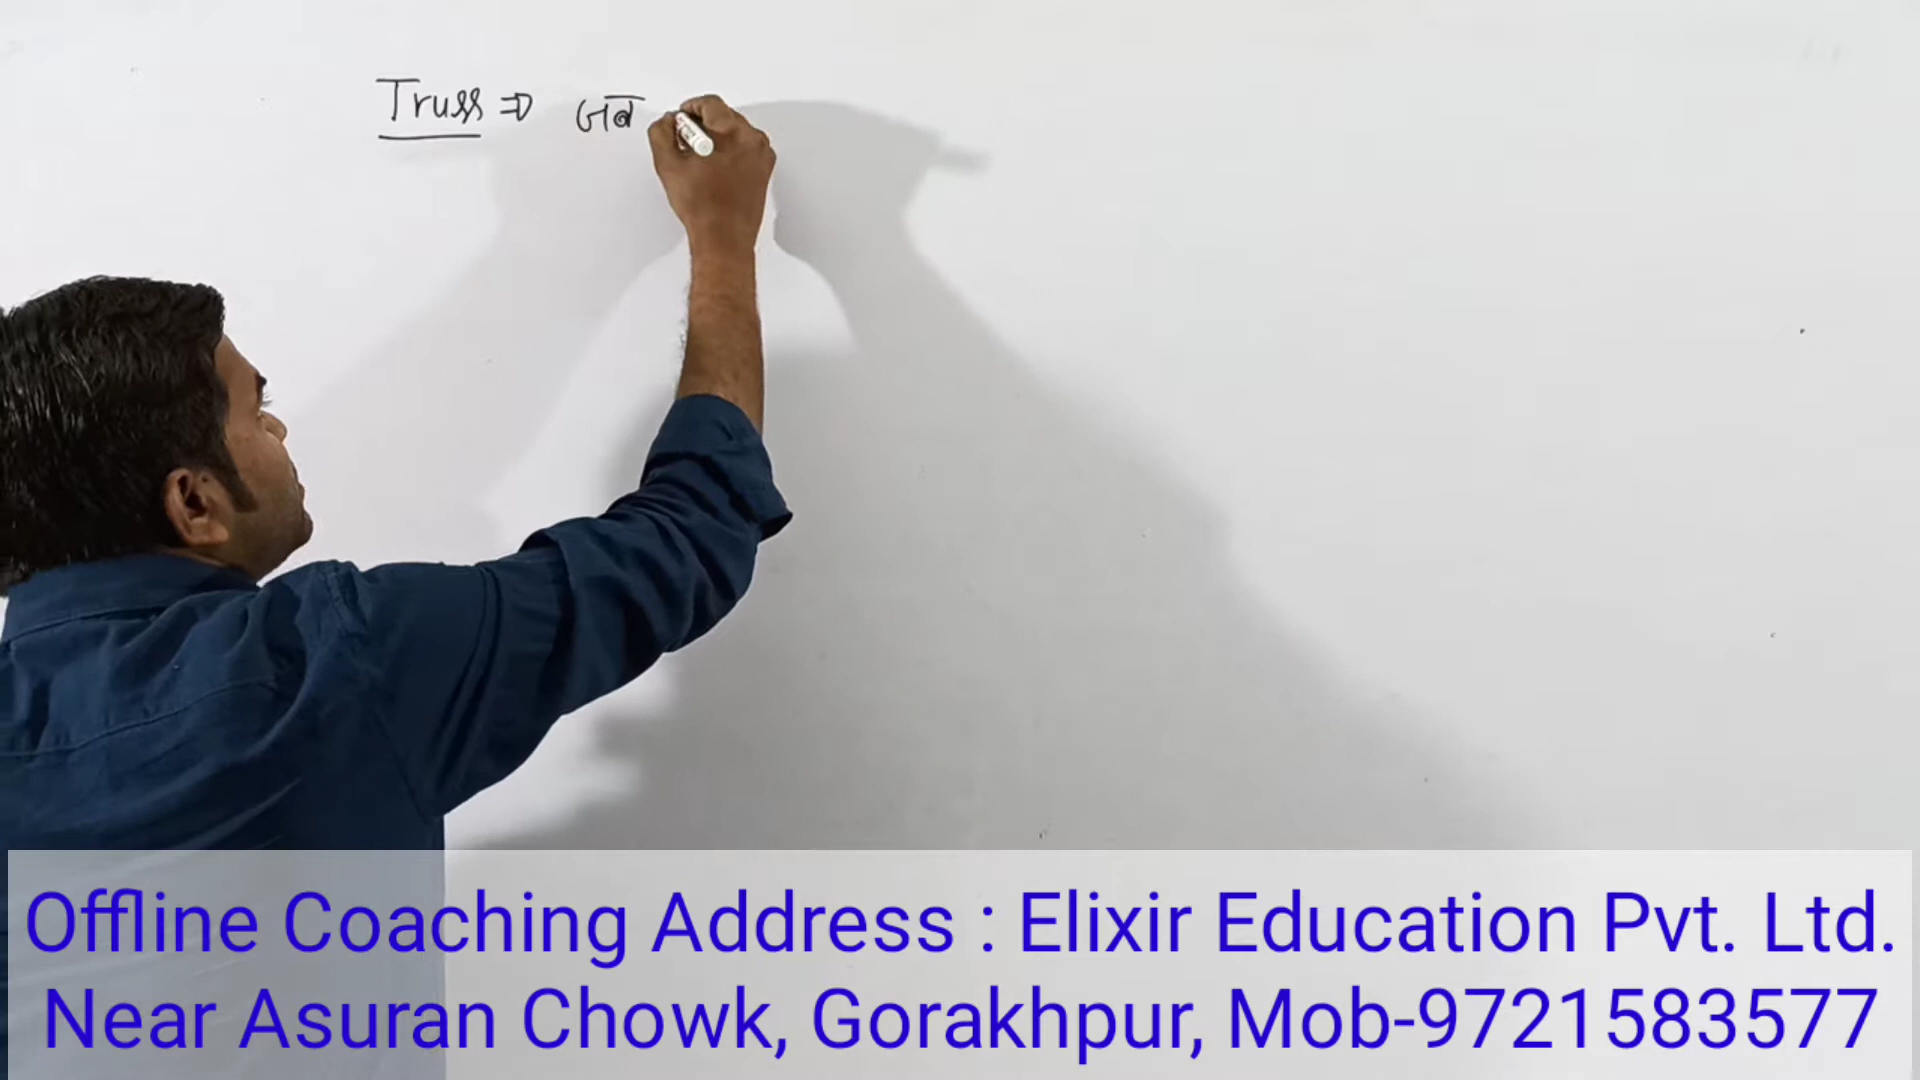 Truss ⇒ जब
Offline Coaching Address : Elixir Education Pvt. Ltd.
Near Asuran Chowk, Gorakhpur, Mob-9721583577